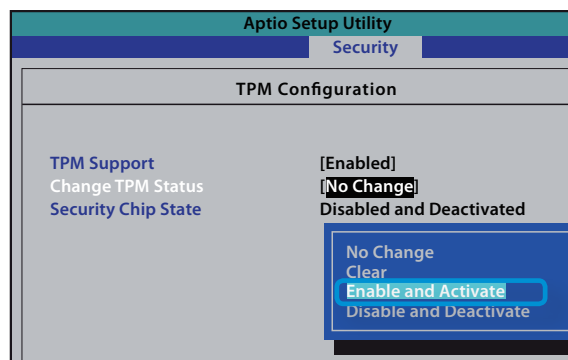 Aptio Setup Utility
Security
TPM Configuration
TPM Support [Enabled]
Change TPM Status [No Change]
Security Chip State Disabled and Deactivated
No Change
Clear
Enable and Activate
Disable and Deactivate